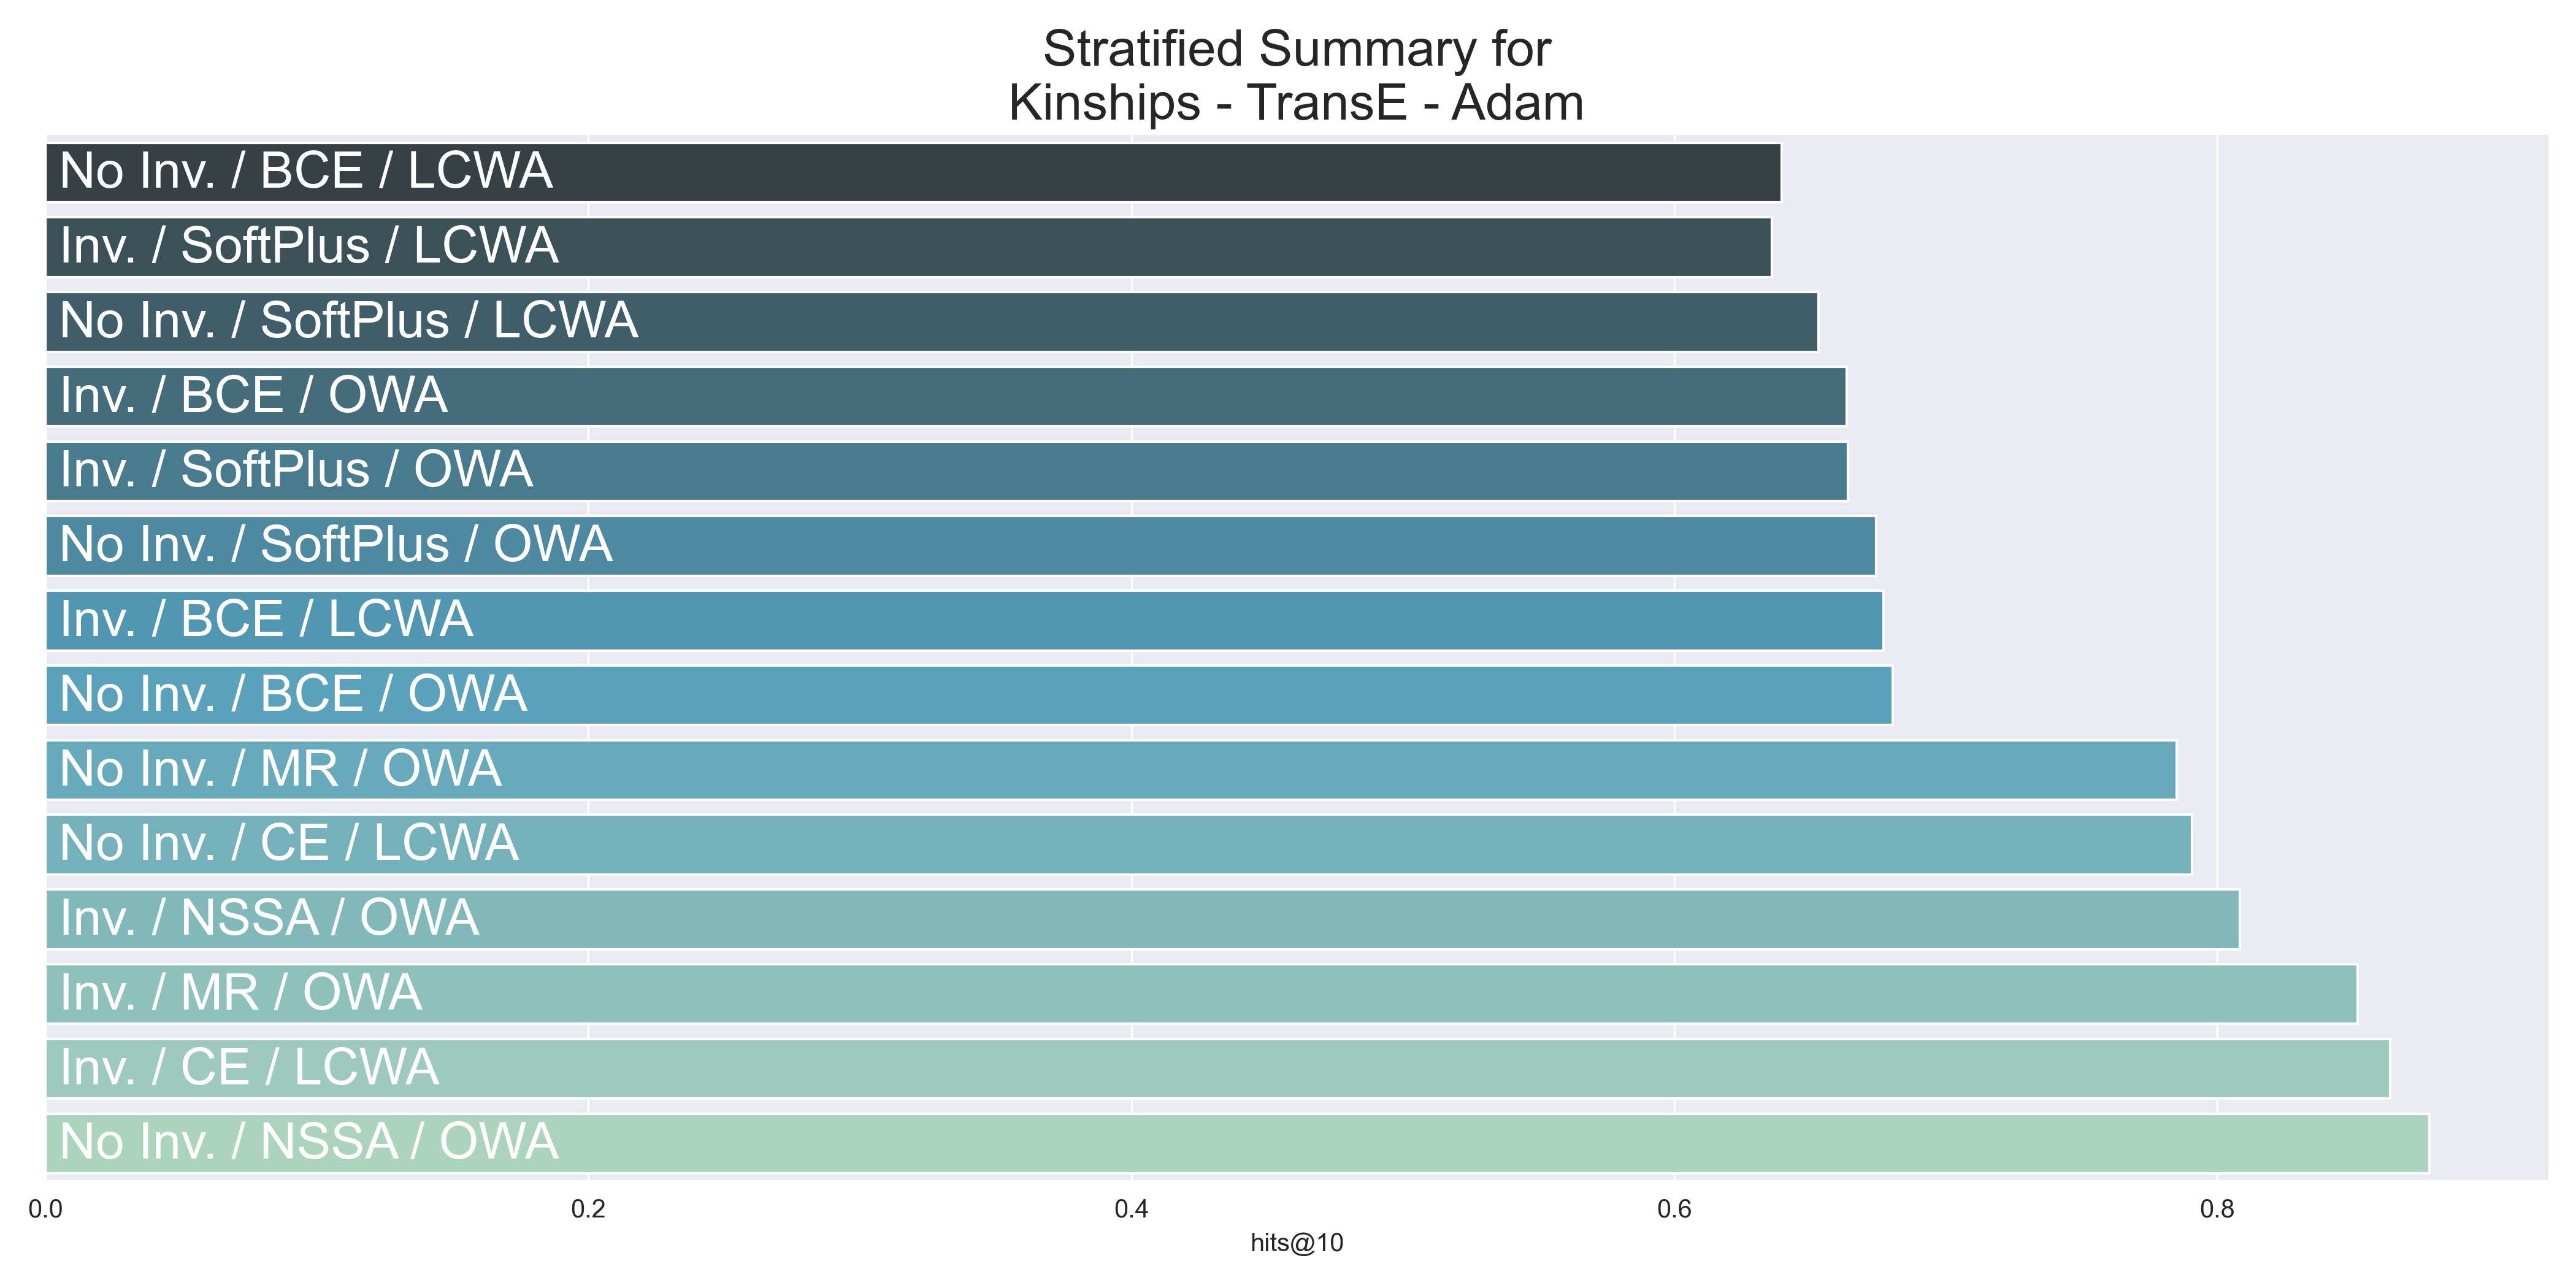 Stratified Summary for
Kinships - TransE - Adam
No Inv. / BCE / LCWA
Inv. / SoftPlus / LCWA
No Inv. / SoftPlus / LCWA
Inv. / BCE / OWA
Inv. / SoftPlus / OWA
No Inv. / SoftPlus / OWA
Inv. / BCE / LCWA
No Inv. / BCE / OWA
No Inv. / MR / OWA
No Inv. / CE / LCWA
Inv. / NSSA / OWA
Inv. / MR / OWA
Inv. / CE / LCWA
No Inv. / NSSA / OWA
0.0 0.2 0.4 0.6 0.8
hits@10